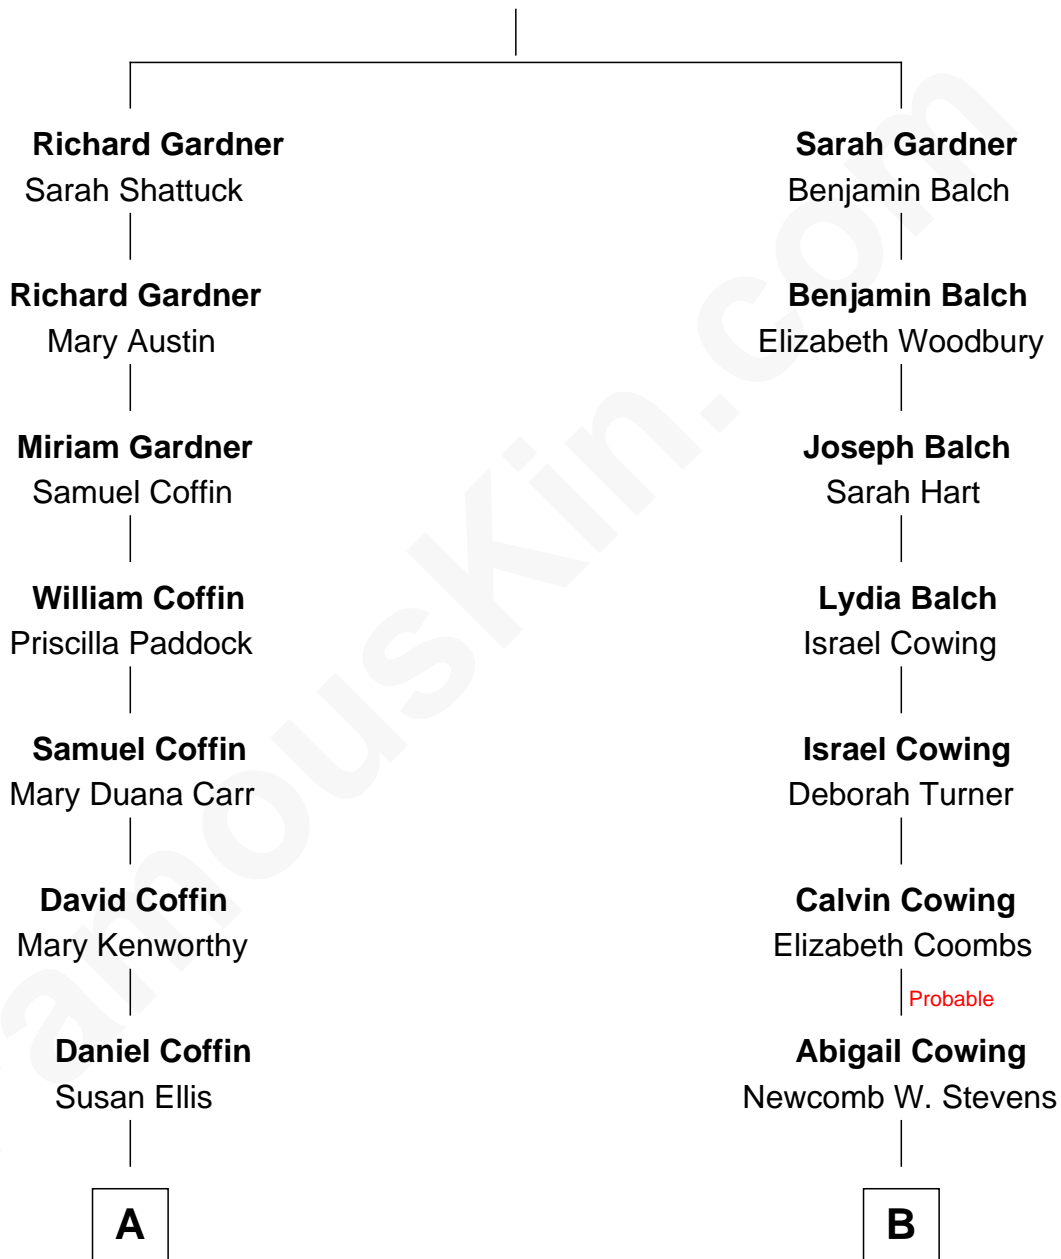 Richard Gardner
Sarah Shattuck
Sarah Gardner
Benjamin Balch
Richard Gardner
Mary Austin
Benjamin Balch
Elizabeth Woodbury
Miriam Gardner
Samuel Coffin
Joseph Balch
Sarah Hart
William Coffin
Priscilla Paddock
Lydia Balch
Israel Cowing
Samuel Coffin
Mary Duana Carr
Israel Cowing
Deborah Turner
David Coffin
Mary Kenworthy
Calvin Cowing
Elizabeth Coombs
Probable
Daniel Coffin
Susan Ellis
Abigail Cowing
Newcomb W. Stevens
A
B
amousKin.com